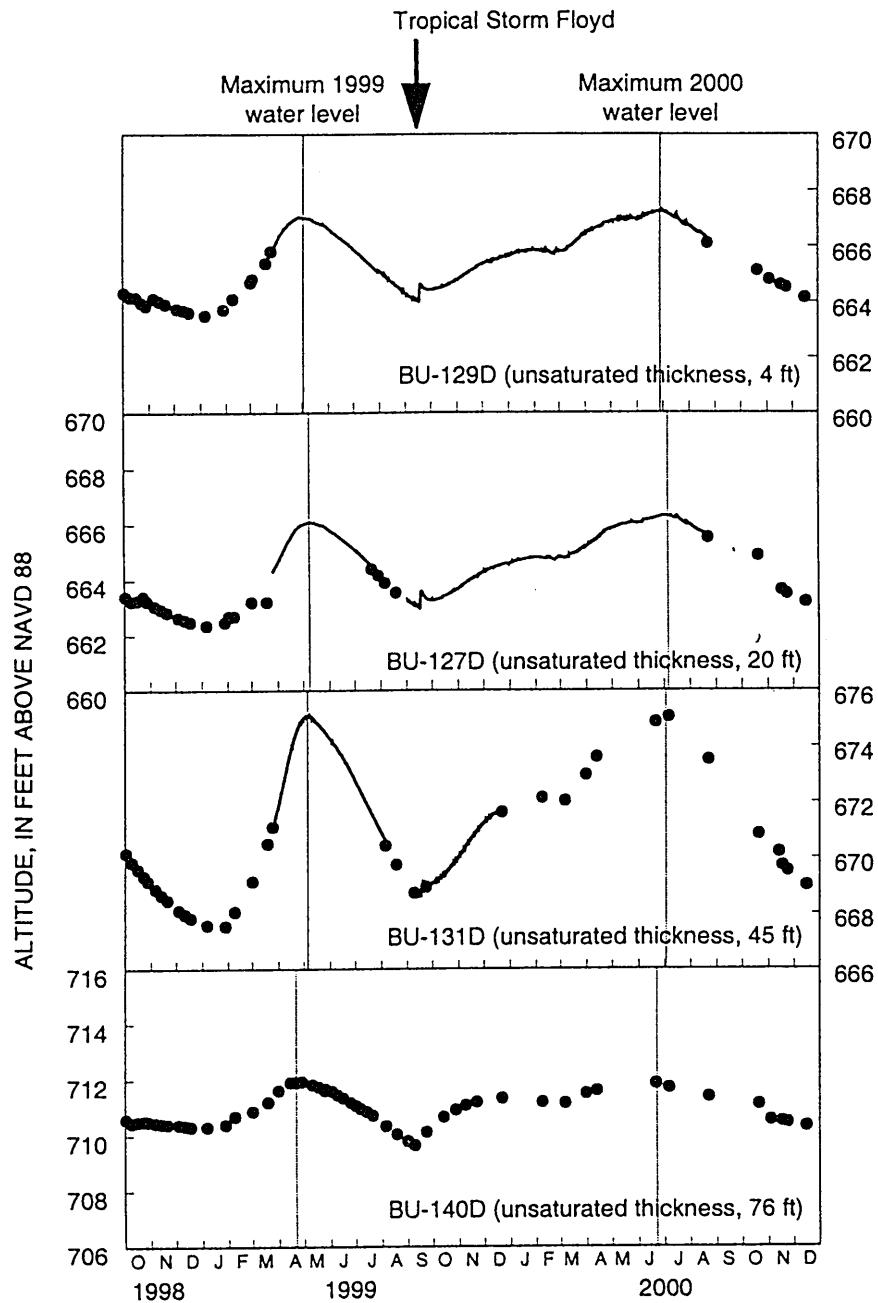 Tropical Storm Floyd
Maximum 1999
water level
Maximum 2000
water level
670
668
666
664
662
660
BU-129D (unsaturated thickness, 4 ft)
670
668
666
664
662
660
BU-127D (unsaturated thickness, 20 ft)
676
674
672
670
668
666
BU-131D (unsaturated thickness, 45 ft)
716
714
712
710
708
706
BU-140D (unsaturated thickness, 76 ft)
ALTITUDE, IN FEET ABOVE NAVD 88
O N D J F M A M J J A S O N D J F M A M J J A S O N D
1998 1999 2000